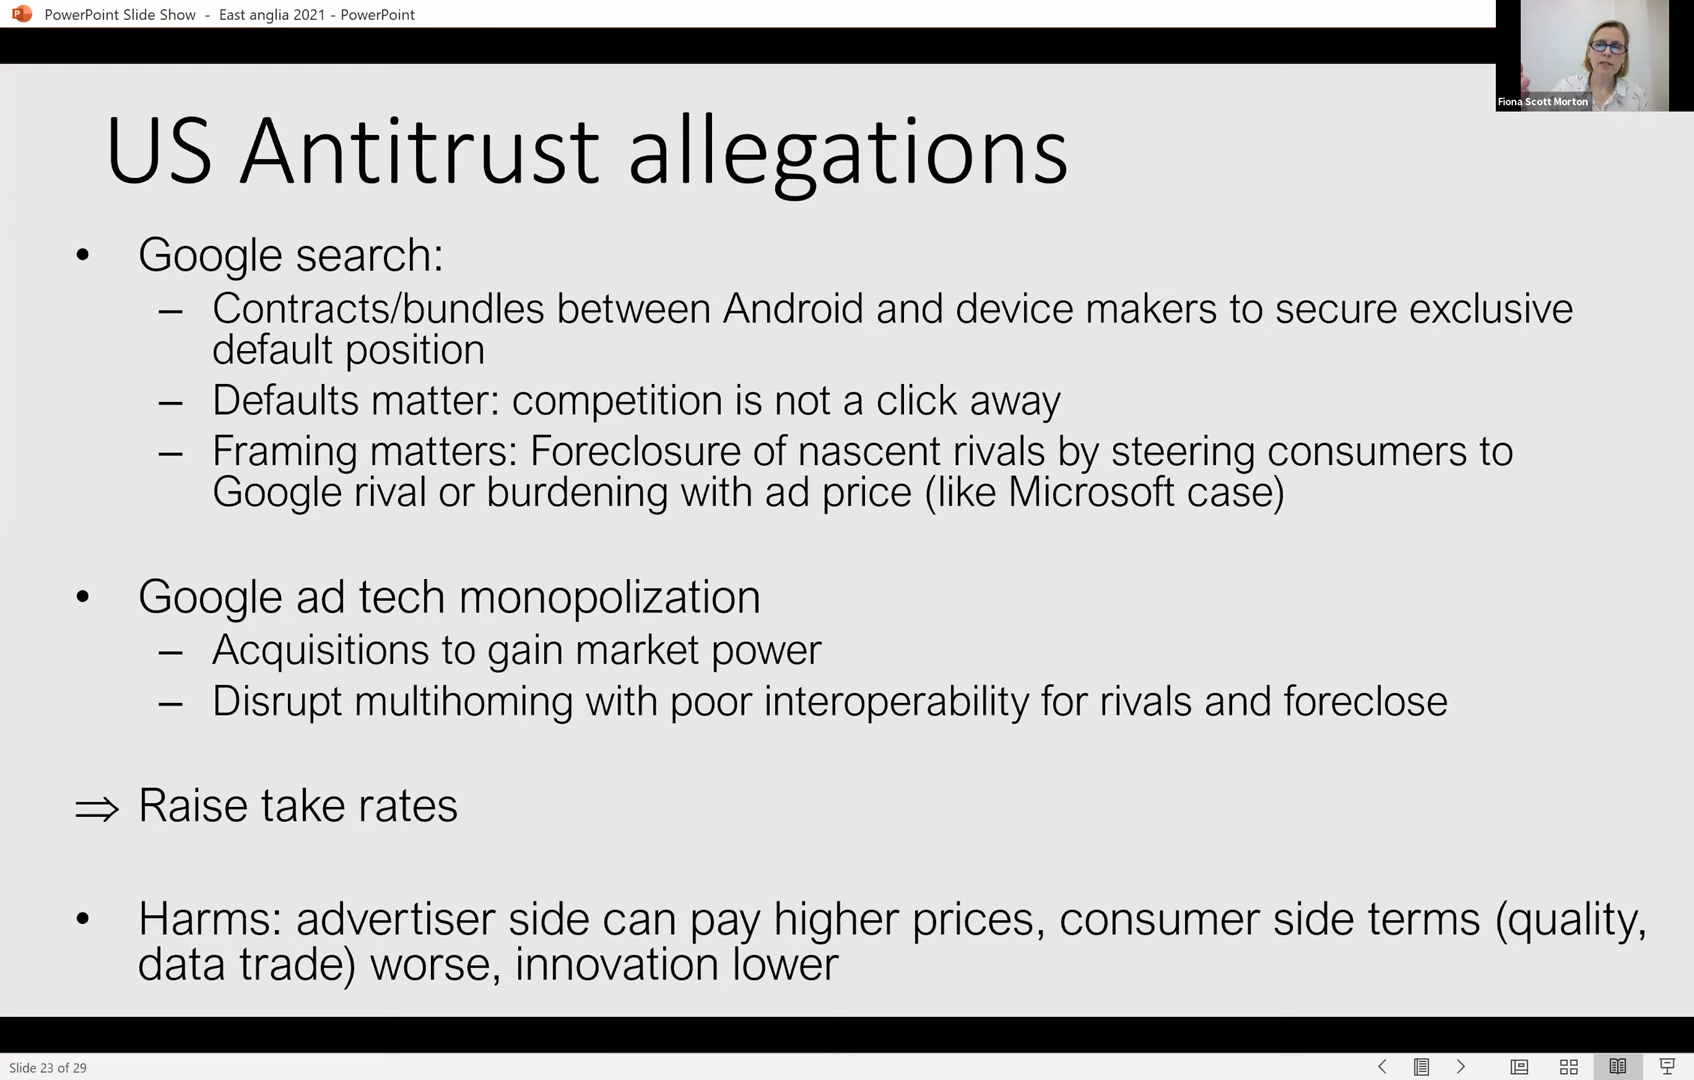 PowerPoint Slide Show - East anglia 2021 - PowerPoint
Fiona Scott Morton
US Antitrust allegations
• Google search:
– Contracts/bundles between Android and device makers to secure exclusive
default position
– Defaults matter: competition is not a click away
– Framing matters: Foreclosure of nascent rivals by steering consumers to
Google rival or burdening with ad price (like Microsoft case)
• Google ad tech monopolization
– Acquisitions to gain market power
– Disrupt multihoming with poor interoperability for rivals and foreclose
⇒ Raise take rates
• Harms: advertiser side can pay higher prices, consumer side terms (quality,
data trade) worse, innovation lower
Slide 23 of 29